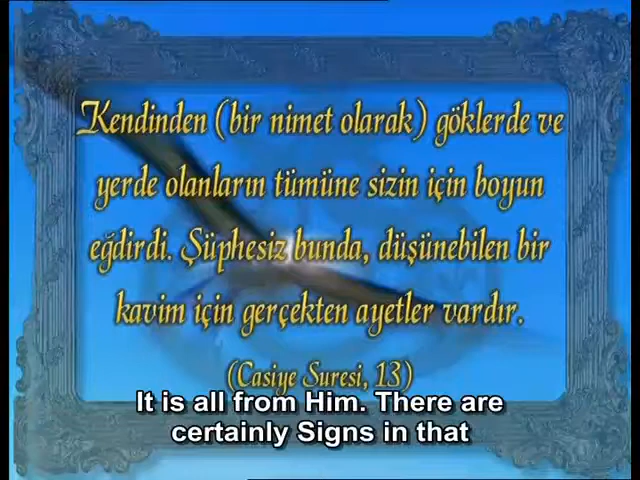 Kendinden (bir nimet olarak) göklerde ve
yerde olanların tümüne sizin için boyun
eğdirdi. Şüphesiz bunda, düşünebilen bir
kavim için gerçekten ayetler vardır.
(Casiye Suresi, 13)
It is all from Him. There are
certainly Signs in that